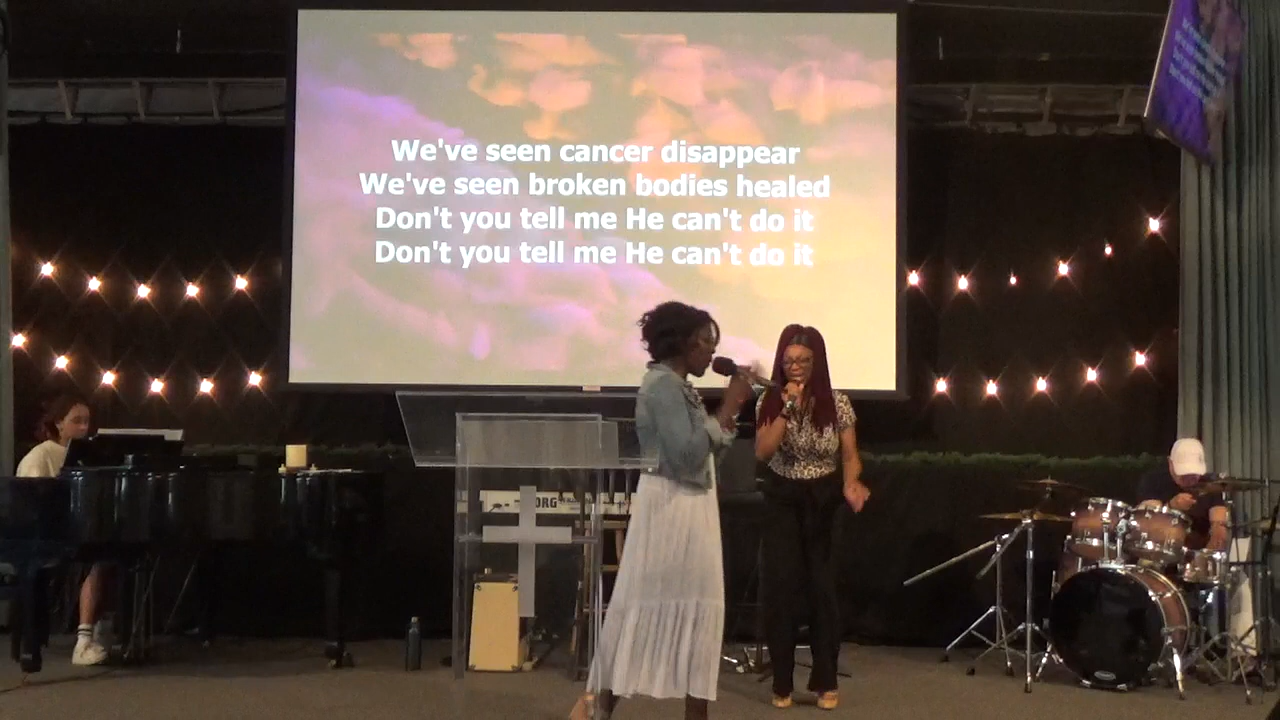 We've seen cancer disappear
We've seen broken bodies healed
Don't you tell me He can't do it
Don't you tell me He can't do it
KORG